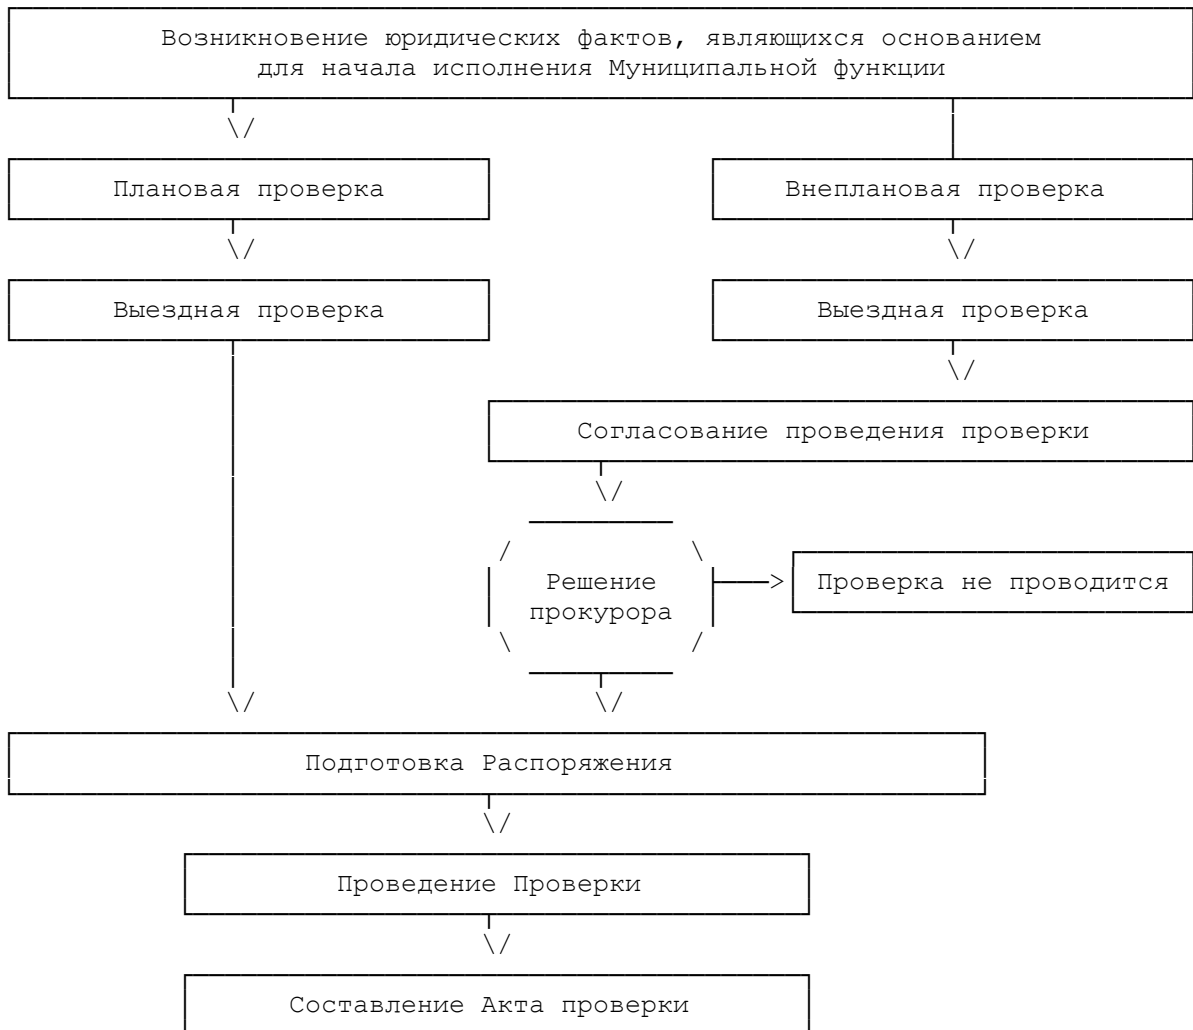 Возникновение юридических фактов, являющихся основанием
для начала исполнения Муниципальной функции
Плановая проверка
Внеплановая проверка
Выездная проверка
Выездная проверка
Согласование проведения проверки
Решение
прокурора
Проверка не проводится
Подготовка Распоряжения
Проведение Проверки
Составление Акта проверки